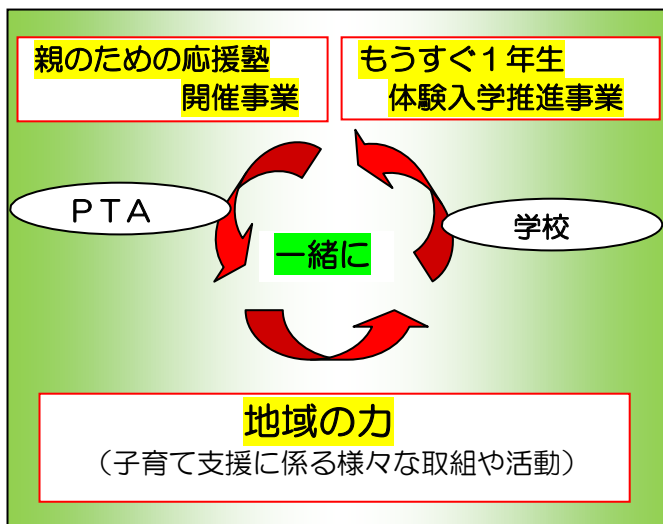 親のための応援塾
開催事業
もうすぐ１年生
体験入学推進事業
ＰＴＡ
学校
一緒に
地域の力
（子育て支援に係る様々な取組や活動）